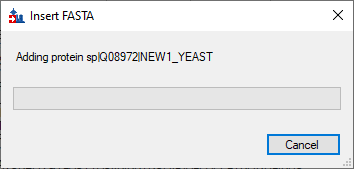 Insert FASTA
Adding protein sp|Q08972|NEW1_YEAST
Cancel